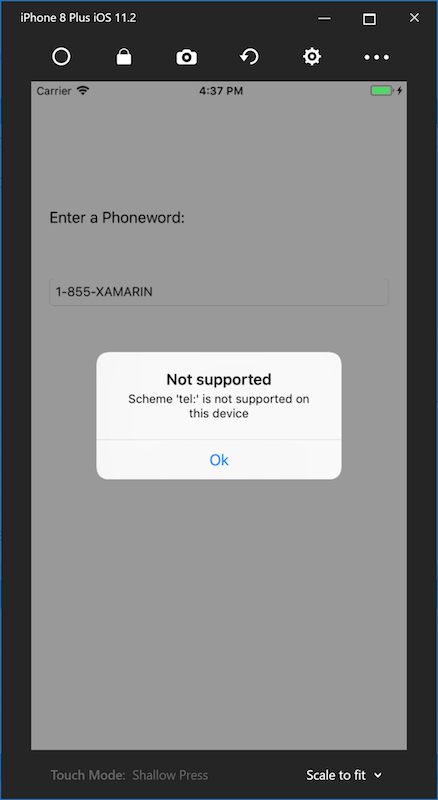 iPhone 8 Plus iOS 11.2
Carrier
4:37 PM
Enter a Phoneword:
1-855-XAMARIN
Not supported
Scheme 'tel:' is not supported on
this device
Ok
Touch Mode: Shallow Press
Scale to fit